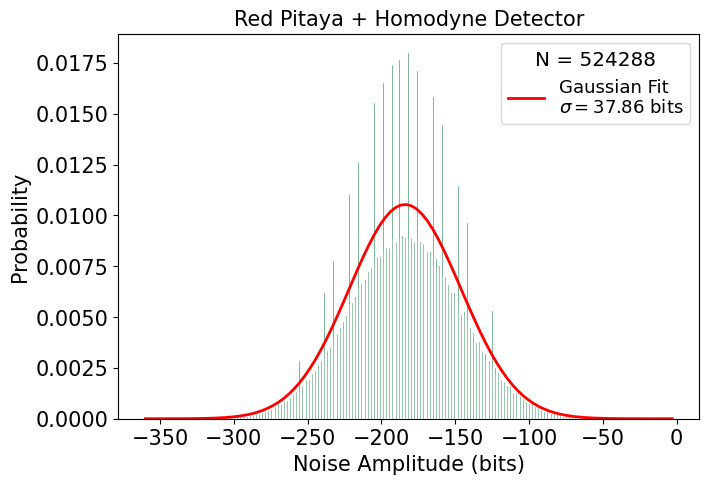 Red Pitaya + Homodyne Detector
N = 524288
Gaussian Fit
σ = 37.86 bits
Probability
0.0175
0.0150
0.0125
0.0100
0.0075
0.0050
0.0025
0.0000
−350 −300 −250 −200 −150 −100 −50 0
Noise Amplitude (bits)